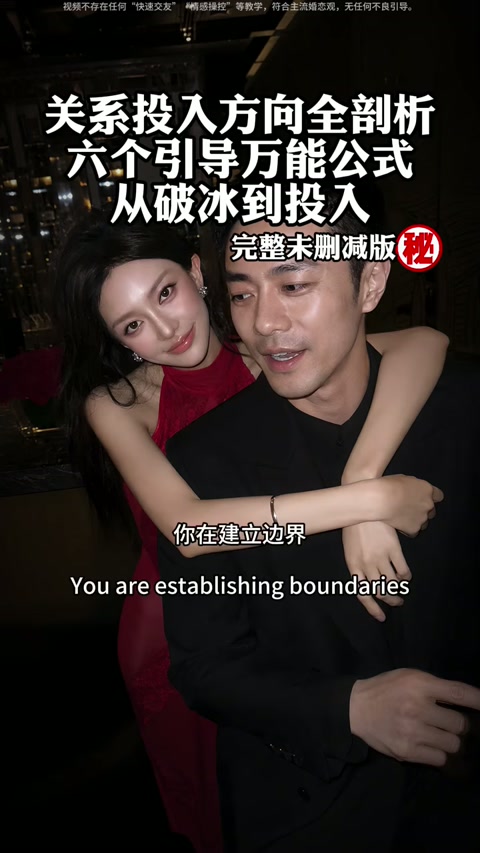 视频不存在任何“快速交友”“情感操控”等教学，符合主流婚恋观，无任何不良引导。
关系投入方向全剖析
六个引导万能公式
从破冰到投入
完整未删减版 秘
你在建立边界
You are establishing boundaries